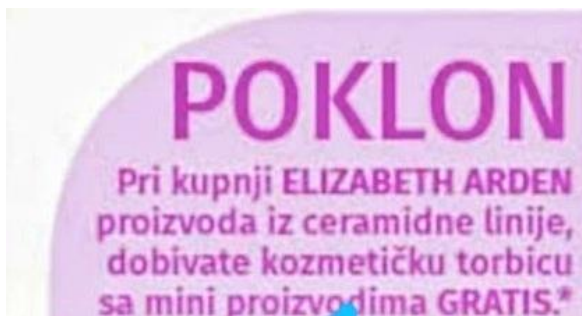 POKLON
Pri kupnji ELIZABETH ARDEN
proizvoda iz ceramidne linije,
dobivate kozmetičku torbicu
sa mini proizvodima GRATIS.*